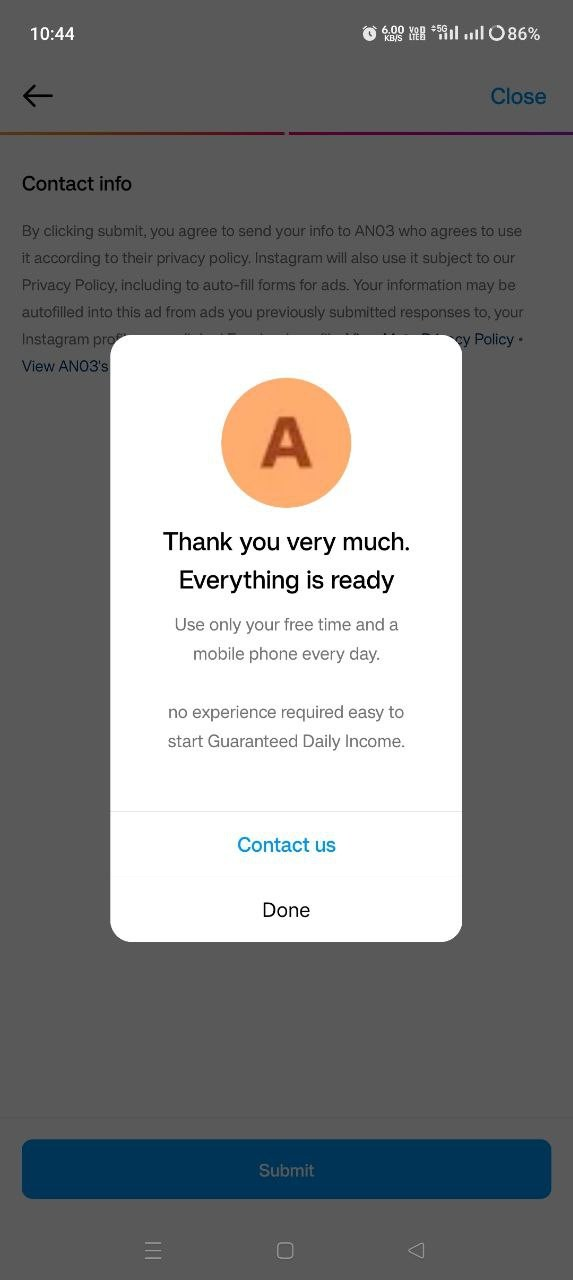 10:44
6.00 KB/S VoD LTE2 5G 86%
Close
Contact info
By clicking submit, you agree to send your info to AN03 who agrees to use
it according to their privacy policy. Instagram will also use it subject to our
Privacy Policy, including to auto-fill forms for ads. Your information may be
autofilled into this ad from ads you previously submitted responses to, your
Instagram Policy •
View AN03's
A
Thank you very much.
Everything is ready
Use only your free time and a
mobile phone every day.
no experience required easy to
start Guaranteed Daily Income.
Contact us
Done
Submit